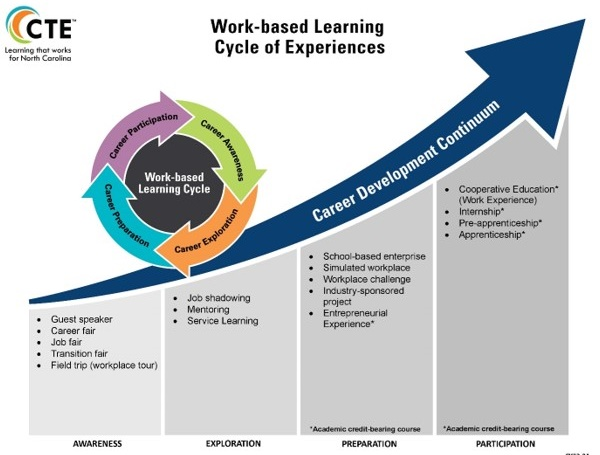 CTE™
Learning that works
for North Carolina
Work-based Learning
Cycle of Experiences
Career Participation
Career Awareness
Career Preparation
Career Exploration
Work-based
Learning Cycle
Career Development Continuum
• Guest speaker
• Career fair
• Job fair
• Transition fair
• Field trip (workplace tour)
• Job shadowing
• Mentoring
• Service Learning
• School-based enterprise
• Simulated workplace
• Workplace challenge
• Industry-sponsored
project
• Entrepreneurial
Experience*
• Cooperative Education*
(Work Experience)
• Internship*
• Pre-apprenticeship*
• Apprenticeship*
*Academic credit-bearing course
*Academic credit-bearing course
AWARENESS
EXPLORATION
PREPARATION
PARTICIPATION